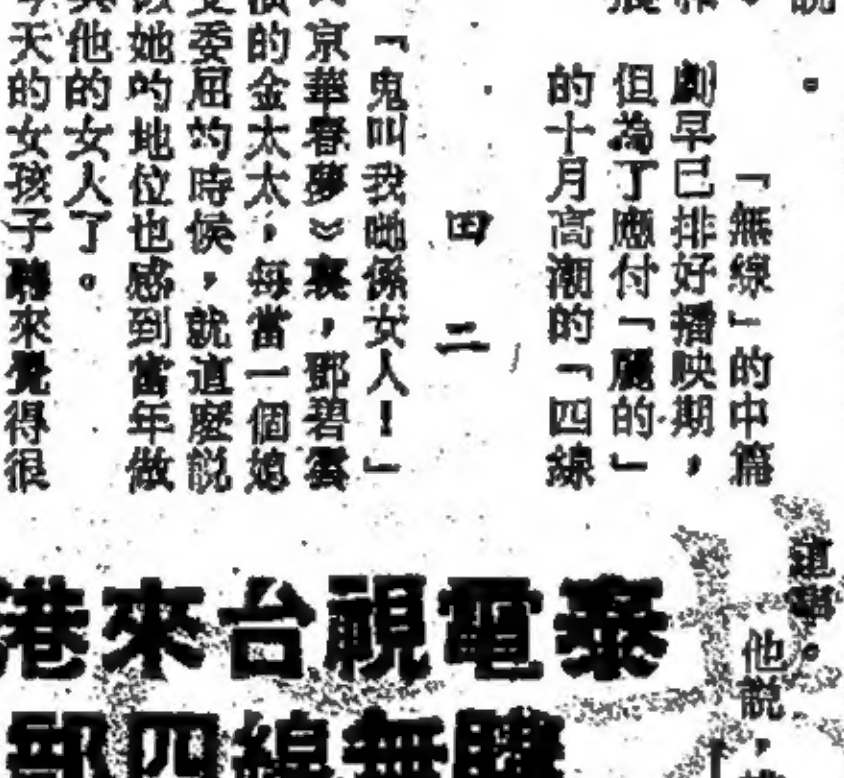 說。
「無線」的中篇
劇早已排好播映期，
但為了應付「麗的」
的十月高潮的「四線
二
「鬼叫我哋係女人！」
京華春夢》裏，鄧碧雲
的金太太，每當一個媳
委屈的時候，就這麼說
她的地位也感到當年做
他的女人了。
天的女孩子聽來覺得很
他說，
泰電視台來港
購無線四部